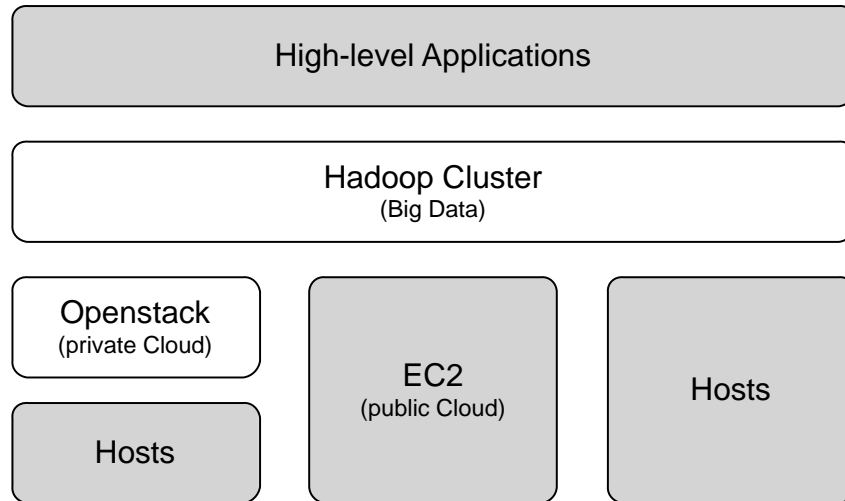 High-level Applications
Hadoop Cluster
(Big Data)
Openstack
(private Cloud)
Hosts
EC2
(public Cloud)
Hosts